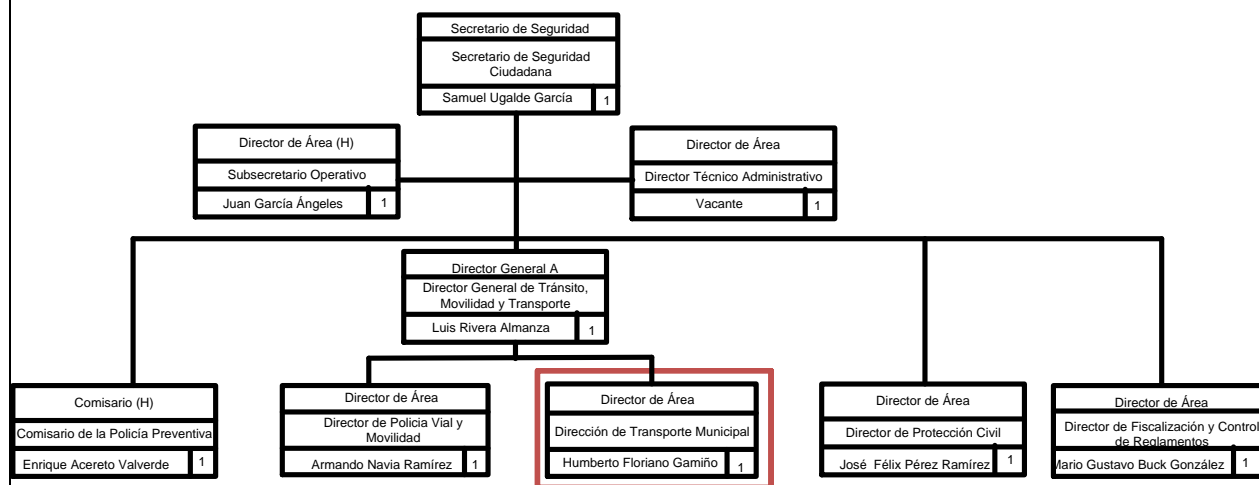 Secretario de Seguridad
Secretario de Seguridad
Ciudadana
Samuel Ugalde García 1
Director de Área (H)
Subsecretario Operativo
Juan García Ángeles 1
Director de Área
Director Técnico Administrativo
Vacante 1
Director General A
Director General de Tránsito,
Movilidad y Transporte
Luis Rivera Almanza 1
Comisario (H)
Comisario de la Policía Preventiva
Enrique Acereto Valverde 1
Director de Área
Director de Policia Vial y
Movilidad
Armando Navia Ramírez 1
Director de Área
Dirección de Transporte Municipal
Humberto Floriano Gamiño 1
Director de Área
Director de Protección Civil
José Félix Pérez Ramírez 1
Director de Área
Director de Fiscalización y Control
de Reglamentos
Mario Gustavo Buck González 1